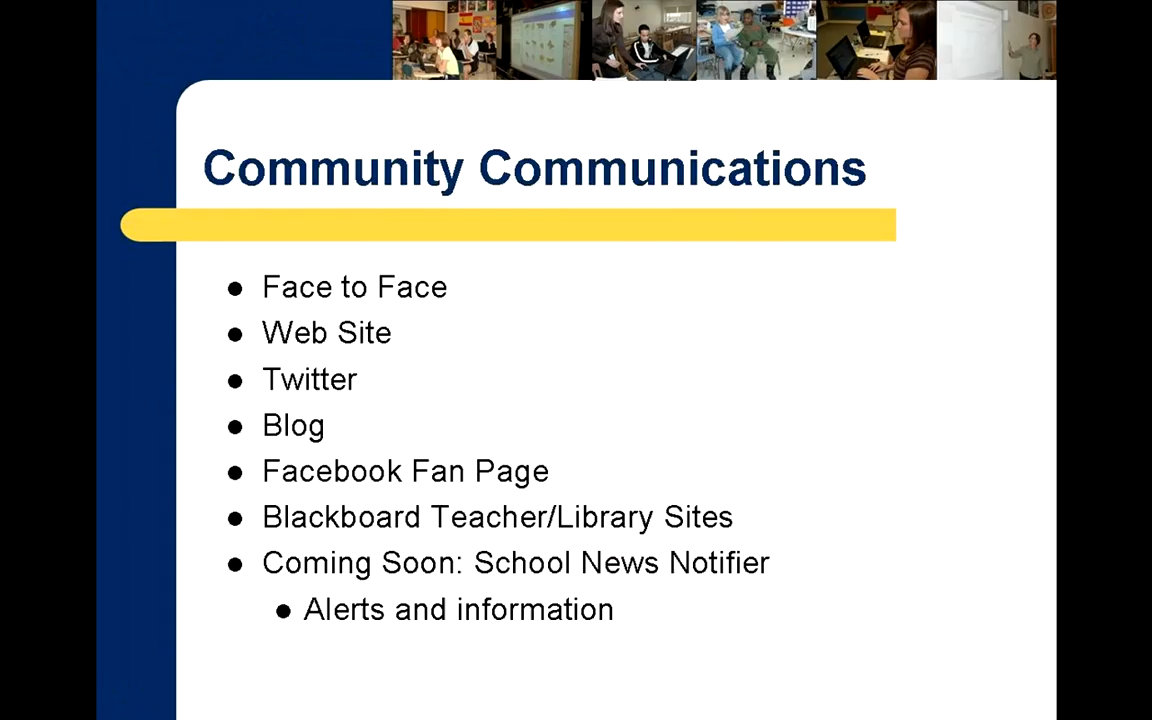 Community Communications
● Face to Face
● Web Site
● Twitter
● Blog
● Facebook Fan Page
● Blackboard Teacher/Library Sites
● Coming Soon: School News Notifier
● Alerts and information